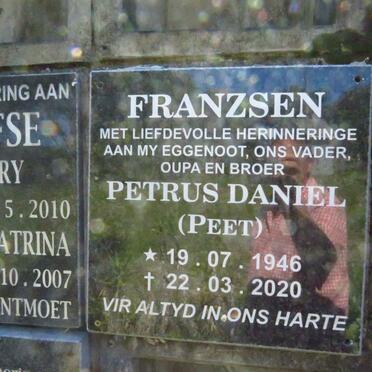 RING AAN
FSE
RY
5 . 2010
ATRINA
10 . 2007
NTMOET
FRANZSEN
MET LIEFDEVOLLE HERINNERINGE
AAN MY EGGENOOT, ONS VADER,
OUPA EN BROER
PETRUS DANIEL
(PEET)
★ 19 . 07 . 1946
† 22 . 03 . 2020
VIR ALTYD IN ONS HARTE